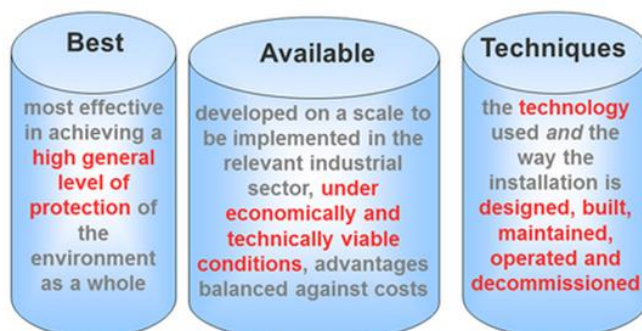 Best
most effective
in achieving a
high general
level of
protection of
the
environment
as a whole
Available
developed on a scale to
be implemented in the
relevant industrial
sector, under
economically and
technically viable
conditions, advantages
balanced against costs
Techniques
the technology
used and the
way the
installation is
designed, built,
maintained,
operated and
decommissioned